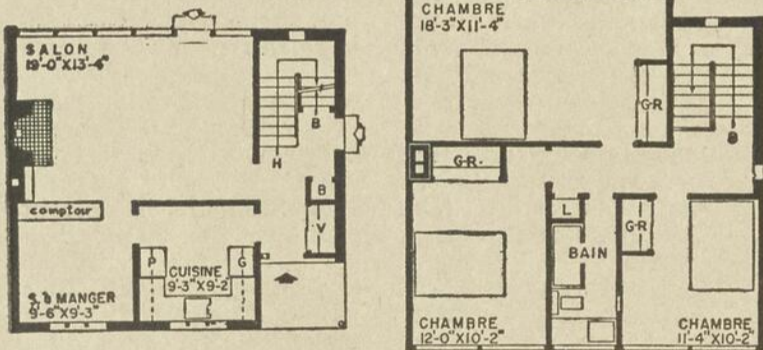 SALON
19'-0"X13'-4"
B
H
B
V
comptoir
P
CUISINE
9'-3"X9'-2
G
S. à MANGER
9'-6"X9'-3"
CHAMBRE
18'-3"X11'-4"
G-R
B
G-R-
L
G-R
BAIN
CHAMBRE
12'-0"X10'-2"
CHAMBRE
11'-4"X10'-2"